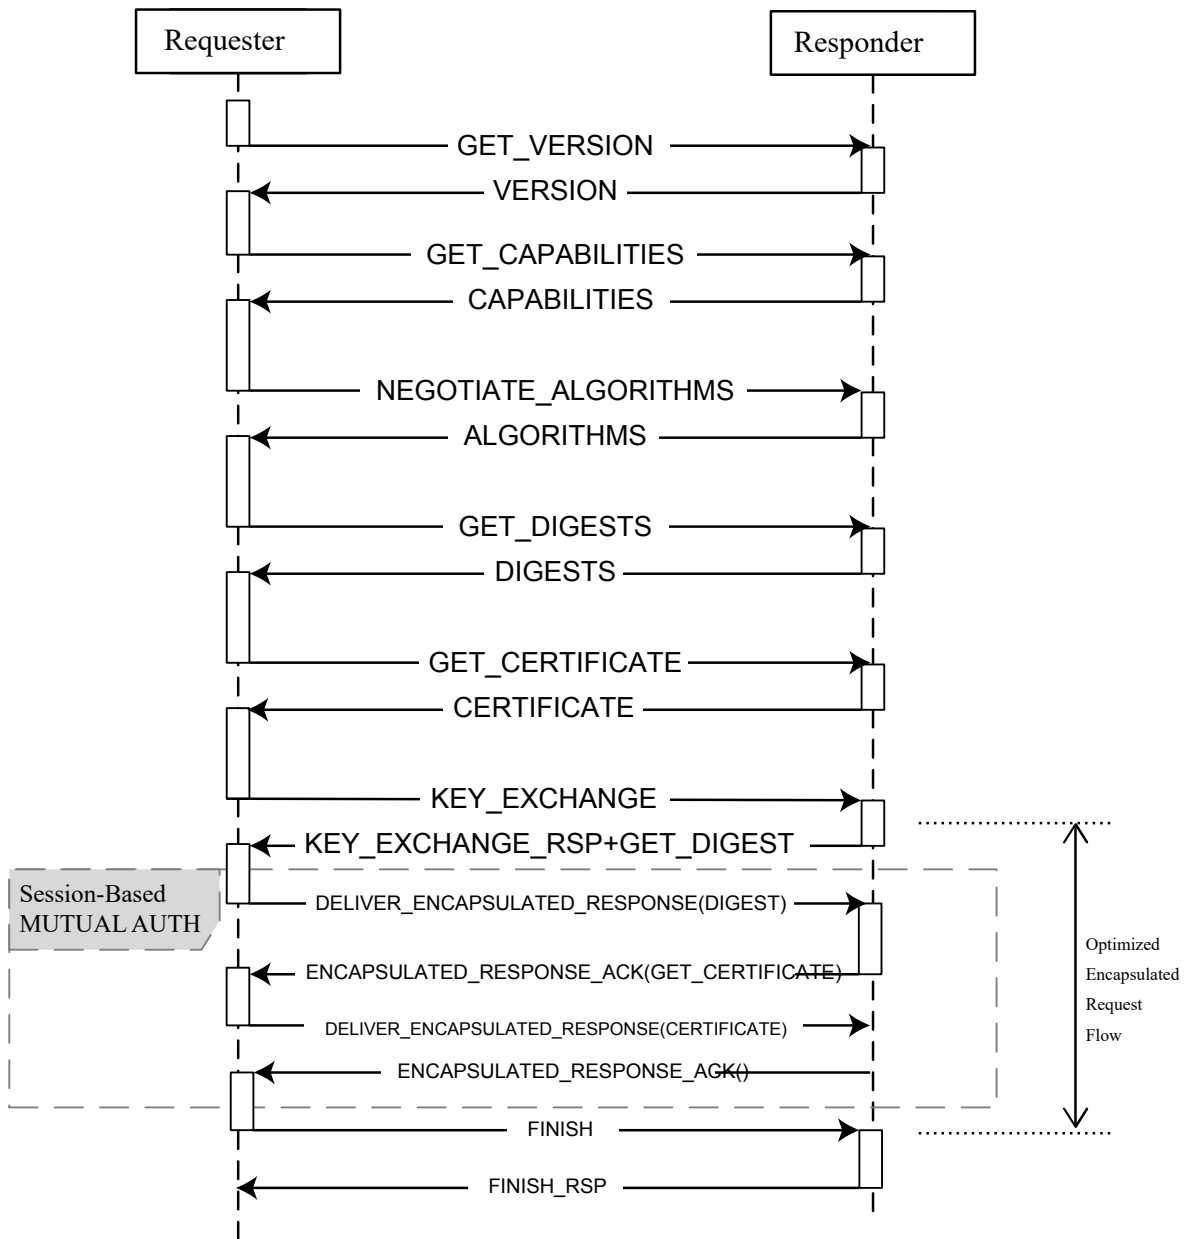 Requester
Responder
GET_VERSION
VERSION
GET_CAPABILITIES
CAPABILITIES
NEGOTIATE_ALGORITHMS
ALGORITHMS
GET_DIGESTS
DIGESTS
GET_CERTIFICATE
CERTIFICATE
KEY_EXCHANGE
KEY_EXCHANGE_RSP+GET_DIGEST
Session-Based
MUTUAL AUTH
DELIVER_ENCAPSULATED_RESPONSE(DIGEST)
ENCAPSULATED_RESPONSE_ACK(GET_CERTIFICATE)
DELIVER_ENCAPSULATED_RESPONSE(CERTIFICATE)
ENCAPSULATED_RESPONSE_ACK()
Optimized
Encapsulated
Request
Flow
FINISH
FINISH_RSP